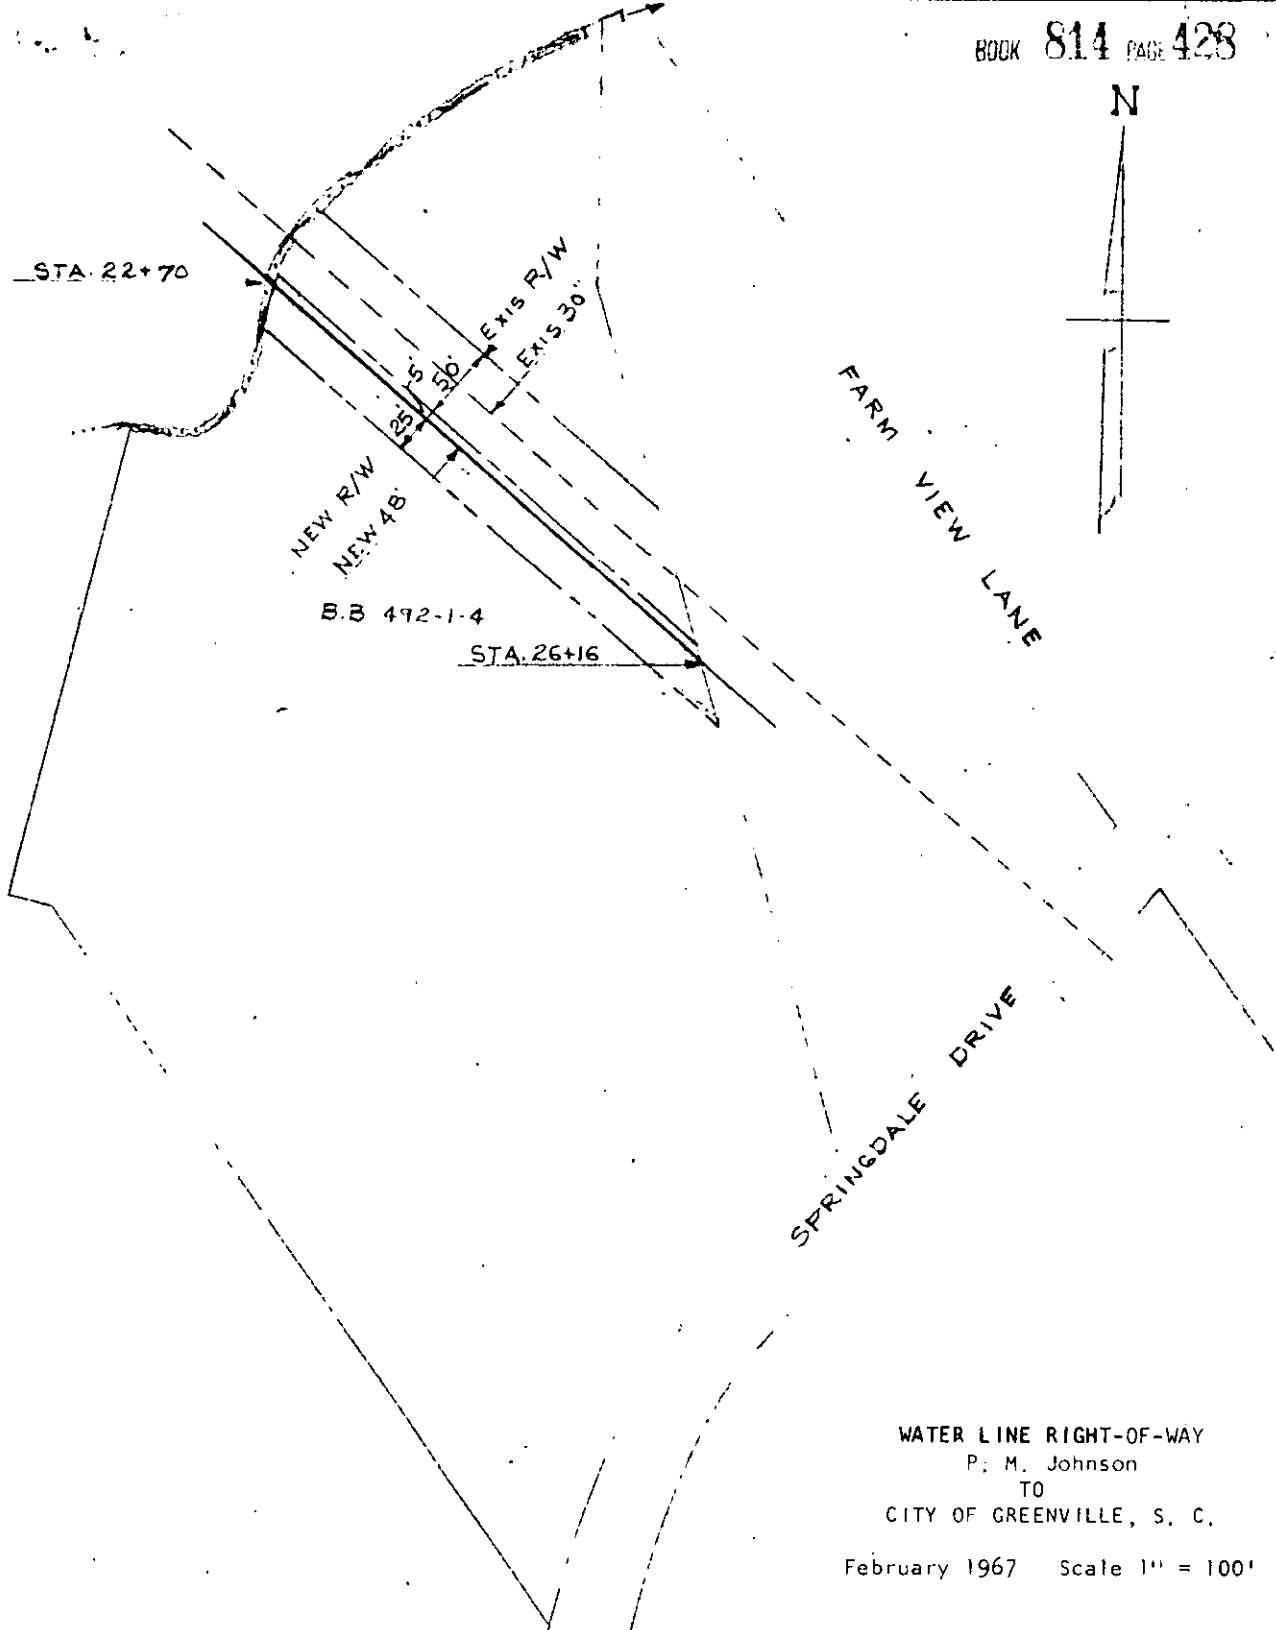 BOOK 814 PAGE 428
N
STA. 22+70
EXIS R/W
EXIS 30"
5'
50'
25'
NEW R/W
NEW 48"
FARM VIEW LANE
B.B 492-1-4
STA. 26+16
SPRINGDALE DRIVE
WATER LINE RIGHT-OF-WAY
P. M. Johnson
TO
CITY OF GREENVILLE, S. C.
February 1967 Scale 1" = 100'